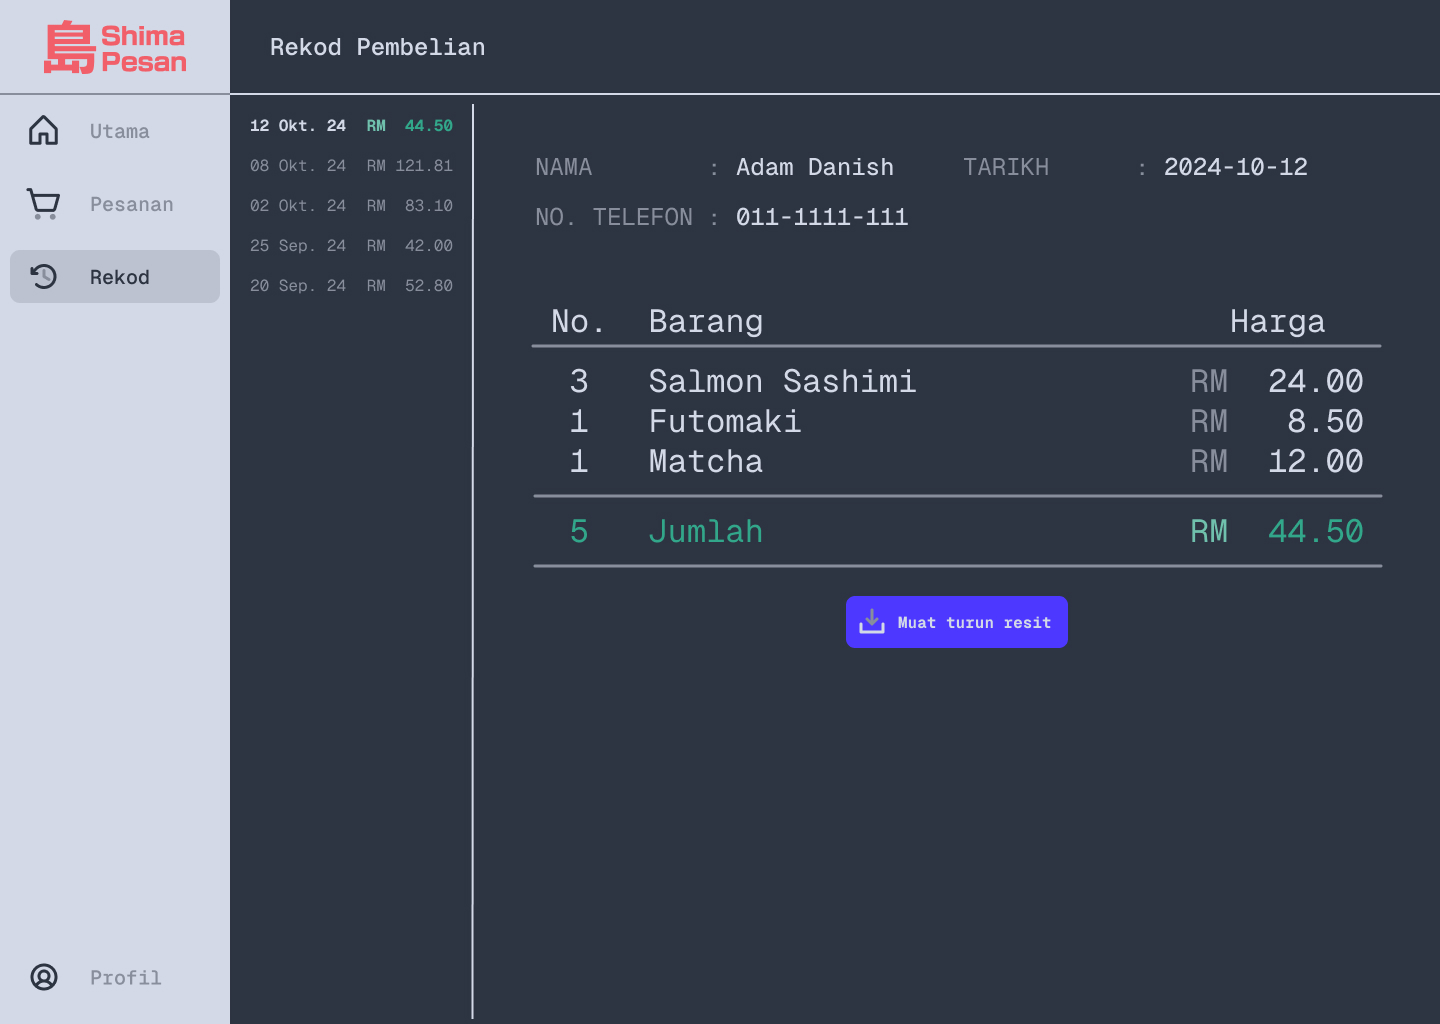 島 Shima
Pesan
Rekod Pembelian
Utama
Pesanan
Rekod
Profil
12 Okt. 24 RM 44.50
08 Okt. 24 RM 121.81
02 Okt. 24 RM 83.10
25 Sep. 24 RM 42.00
20 Sep. 24 RM 52.80
NAMA : Adam Danish TARIKH : 2024-10-12
NO. TELEFON : 011-1111-111
No. Barang Harga
3 Salmon Sashimi RM 24.00
1 Futomaki RM 8.50
1 Matcha RM 12.00
5 Jumlah RM 44.50
Muat turun resit